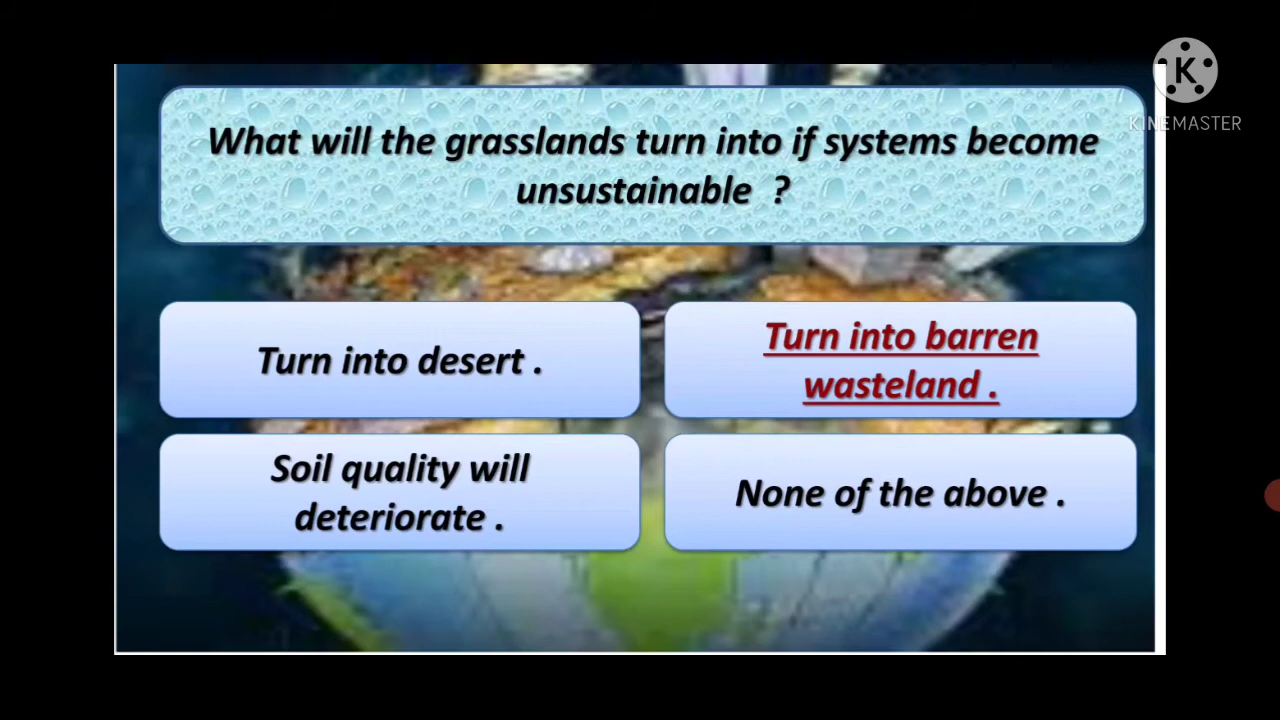 What will the grasslands turn into if systems become
unsustainable ?
Turn into desert .
Turn into barren
wasteland .
Soil quality will
deteriorate .
None of the above .
K
KINEMASTER